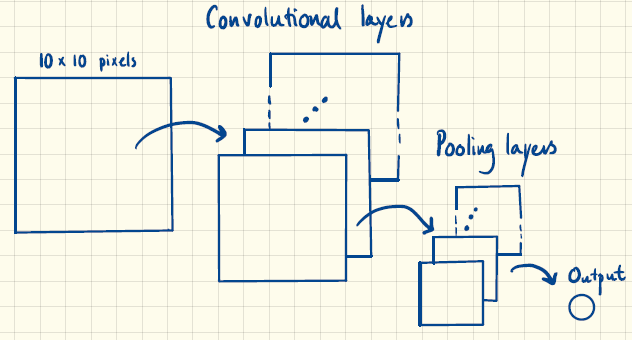 Convolutional layers
10 x 10 pixels
Pooling layers
Output